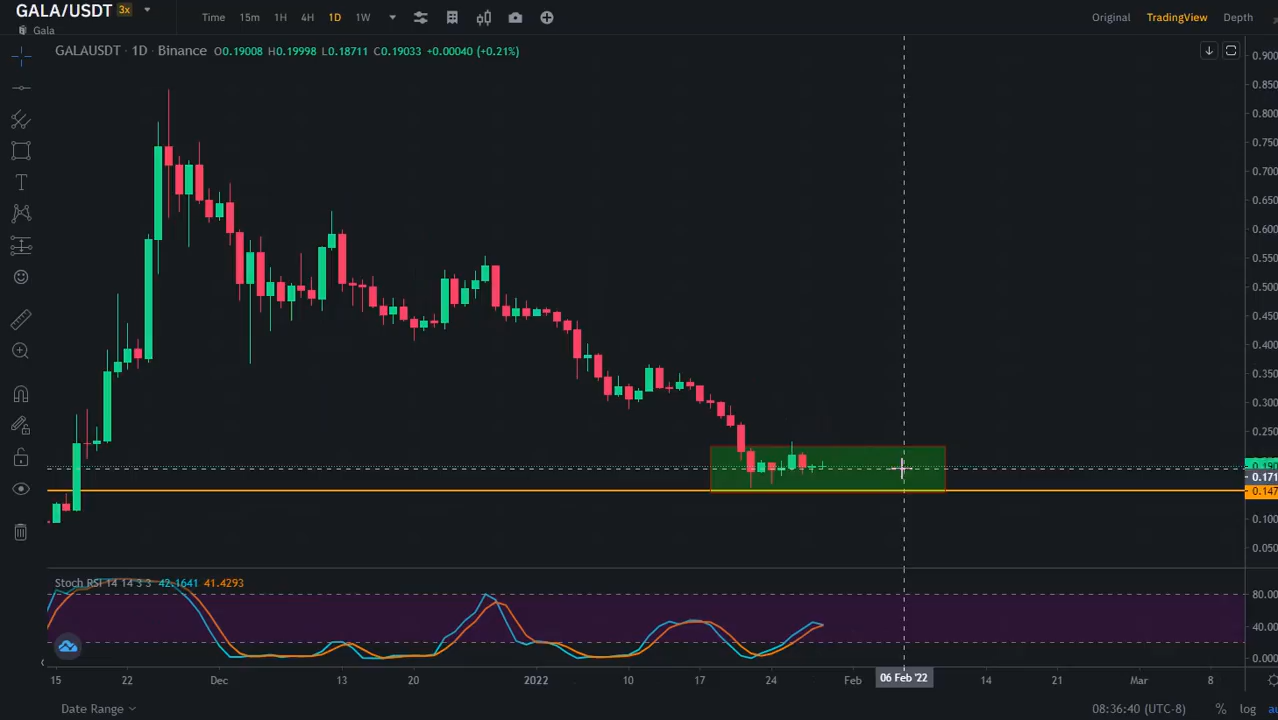 GALA/USDT 3x
Gala
Time 15m 1H 4H 1D 1W
Original TradingView Depth
GALAUSDT · 1D · Binance O0.19008 H0.19998 L0.18711 C0.19033 +0.00040 (+0.21%)
0.900
0.850
0.800
0.750
0.700
0.650
0.600
0.550
0.500
0.450
0.400
0.350
0.300
0.250
0.190
0.171
0.147
0.100
0.050
Stoch RSI 14 14 3 3 42.1641 41.4293
80.00
40.00
0.000
15 22 Dec 13 20 2022 10 17 24 Feb 06 Feb '22 14 Mar 8
Date Range 08:36:40 (UTC-8) % log